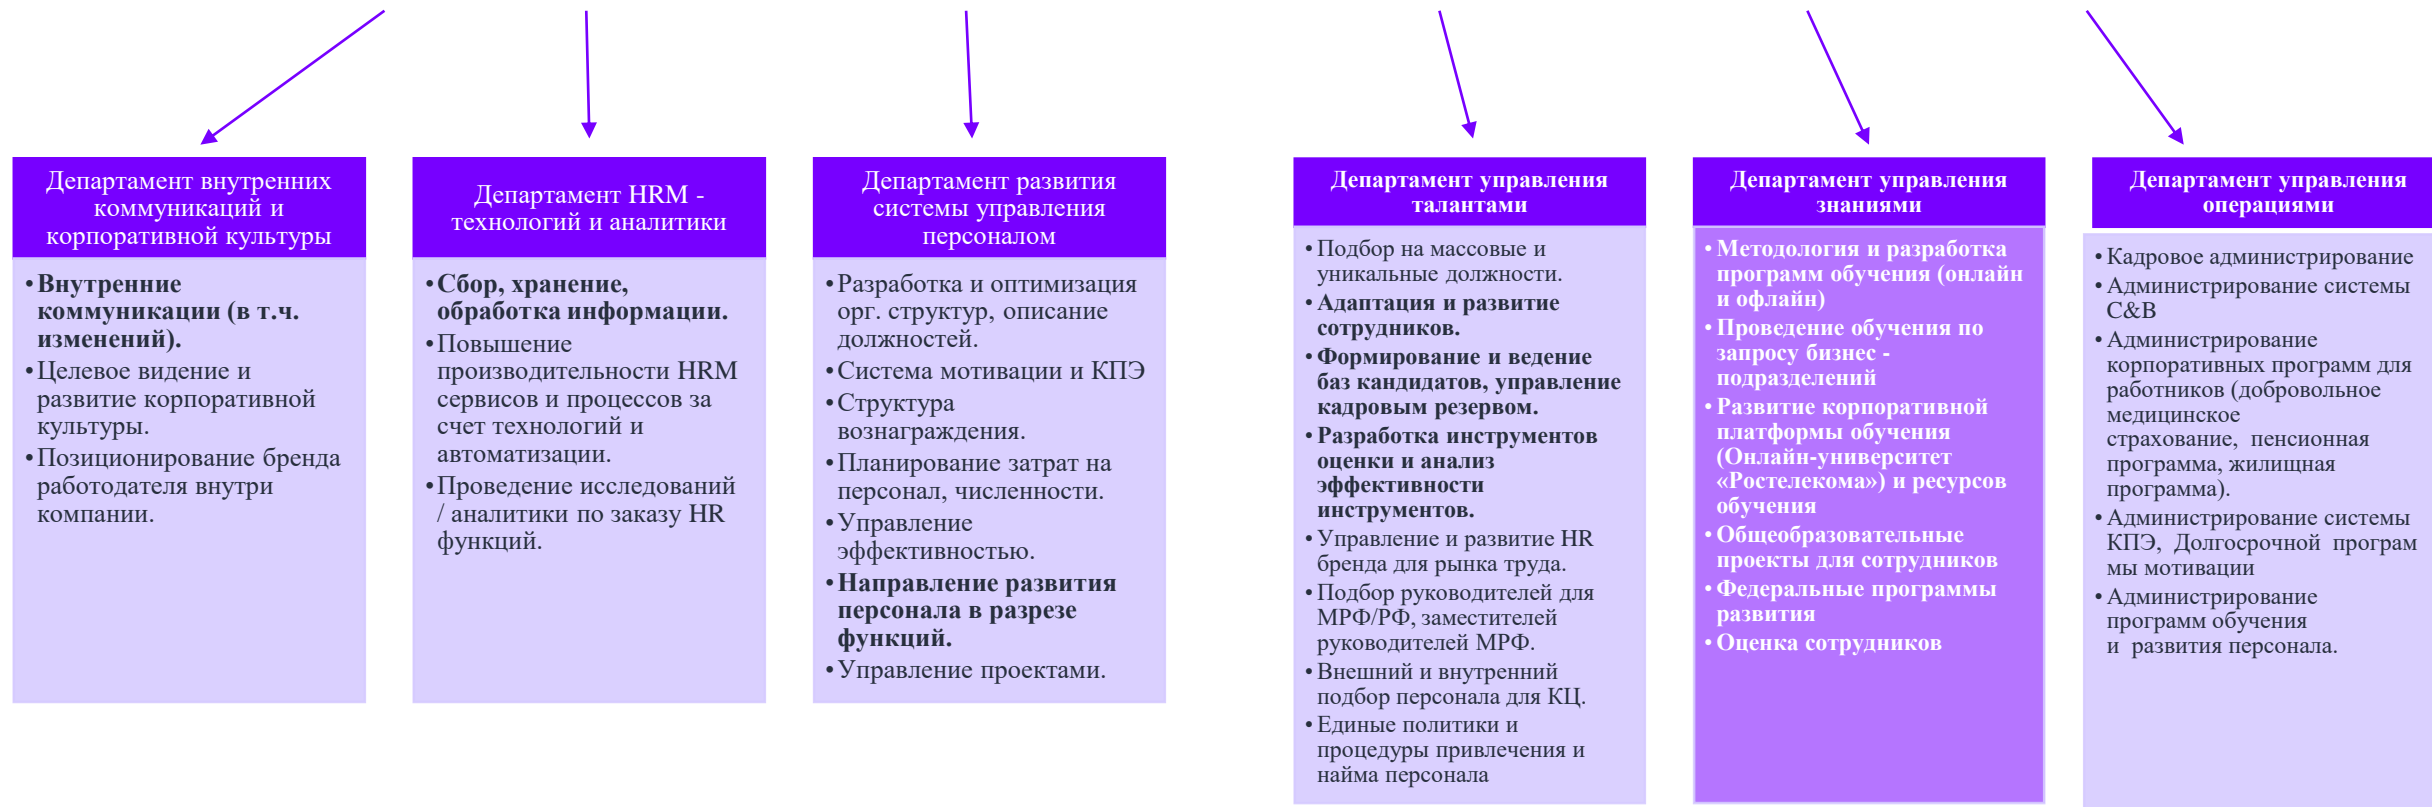 Департамент внутренних
коммуникаций и
корпоративной культуры
•Внутренние
коммуникации (в т.ч.
изменений).
•Целевое видение и
развитие корпоративной
культуры.
•Позиционирование бренда
работодателя внутри
компании.
Департамент HRM -
технологий и аналитики
•Сбор, хранение,
обработка информации.
•Повышение
производительности HRM
сервисов и процессов за
счет технологий и
автоматизации.
•Проведение исследований
/ аналитики по заказу HR
функций.
Департамент развития
системы управления
персоналом
•Разработка и оптимизация
орг. структур, описание
должностей.
•Система мотивации и КПЭ
•Структура
вознаграждения.
•Планирование затрат на
персонал, численности.
•Управление
эффективностью.
•Направление развития
персонала в разрезе
функций.
•Управление проектами.
Департамент управления
талантами
•Подбор на массовые и
уникальные должности.
•Адаптация и развитие
сотрудников.
•Формирование и ведение
баз кандидатов, управление
кадровым резервом.
•Разработка инструментов
оценки и анализ
эффективности
инструментов.
•Управление и развитие HR
бренда для рынка труда.
•Подбор руководителей для
МРФ/РФ, заместителей
руководителей МРФ.
•Внешний и внутренний
подбор персонала для КЦ.
•Единые политики и
процедуры привлечения и
найма персонала
Департамент управления
знаниями
•Методология и разработка
программ обучения (онлайн
и офлайн)
•Проведение обучения по
запросу бизнес -
подразделений
•Развитие корпоративной
платформы обучения
(Онлайн-университет
«Ростелекома») и ресурсов
обучения
•Общеобразовательные
проекты для сотрудников
•Федеральные программы
развития
•Оценка сотрудников
Департамент управления
операциями
•Кадровое администрирование
•Администрирование системы
C&B
•Администрирование
корпоративных программ для
работников (добровольное
медицинское
страхование, пенсионная
программа, жилищная
программа).
•Администрирование системы
КПЭ, Долгосрочной програм
мы мотивации
•Администрирование
программ обучения
и развития персонала.